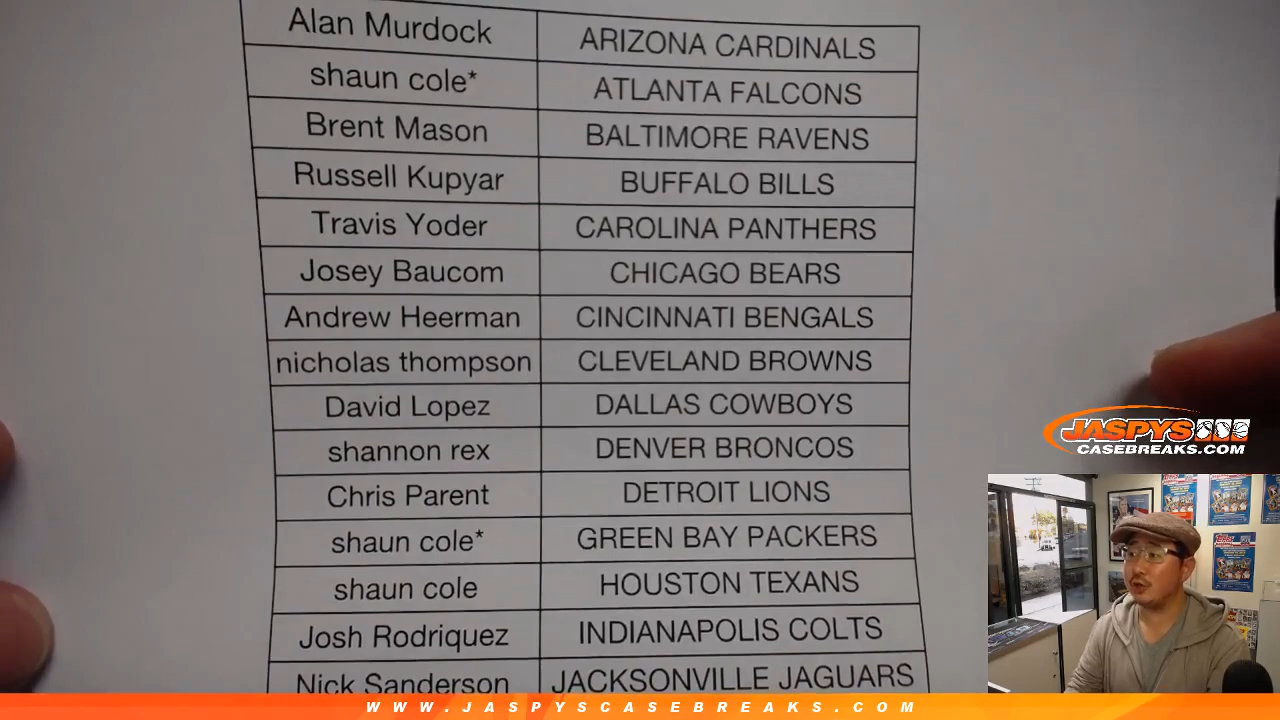 Alan Murdock ARIZONA CARDINALS
shaun cole* ATLANTA FALCONS
Brent Mason BALTIMORE RAVENS
Russell Kupyar BUFFALO BILLS
Travis Yoder CAROLINA PANTHERS
Josey Baucom CHICAGO BEARS
Andrew Heerman CINCINNATI BENGALS
nicholas thompson CLEVELAND BROWNS
David Lopez DALLAS COWBOYS
shannon rex DENVER BRONCOS
Chris Parent DETROIT LIONS
shaun cole* GREEN BAY PACKERS
shaun cole HOUSTON TEXANS
Josh Rodriquez INDIANAPOLIS COLTS
Nick Sanderson JACKSONVILLE JAGUARS
JASPYS
CASEBREAKS.COM
WWW.JASPYSCASEBREAKS.COM